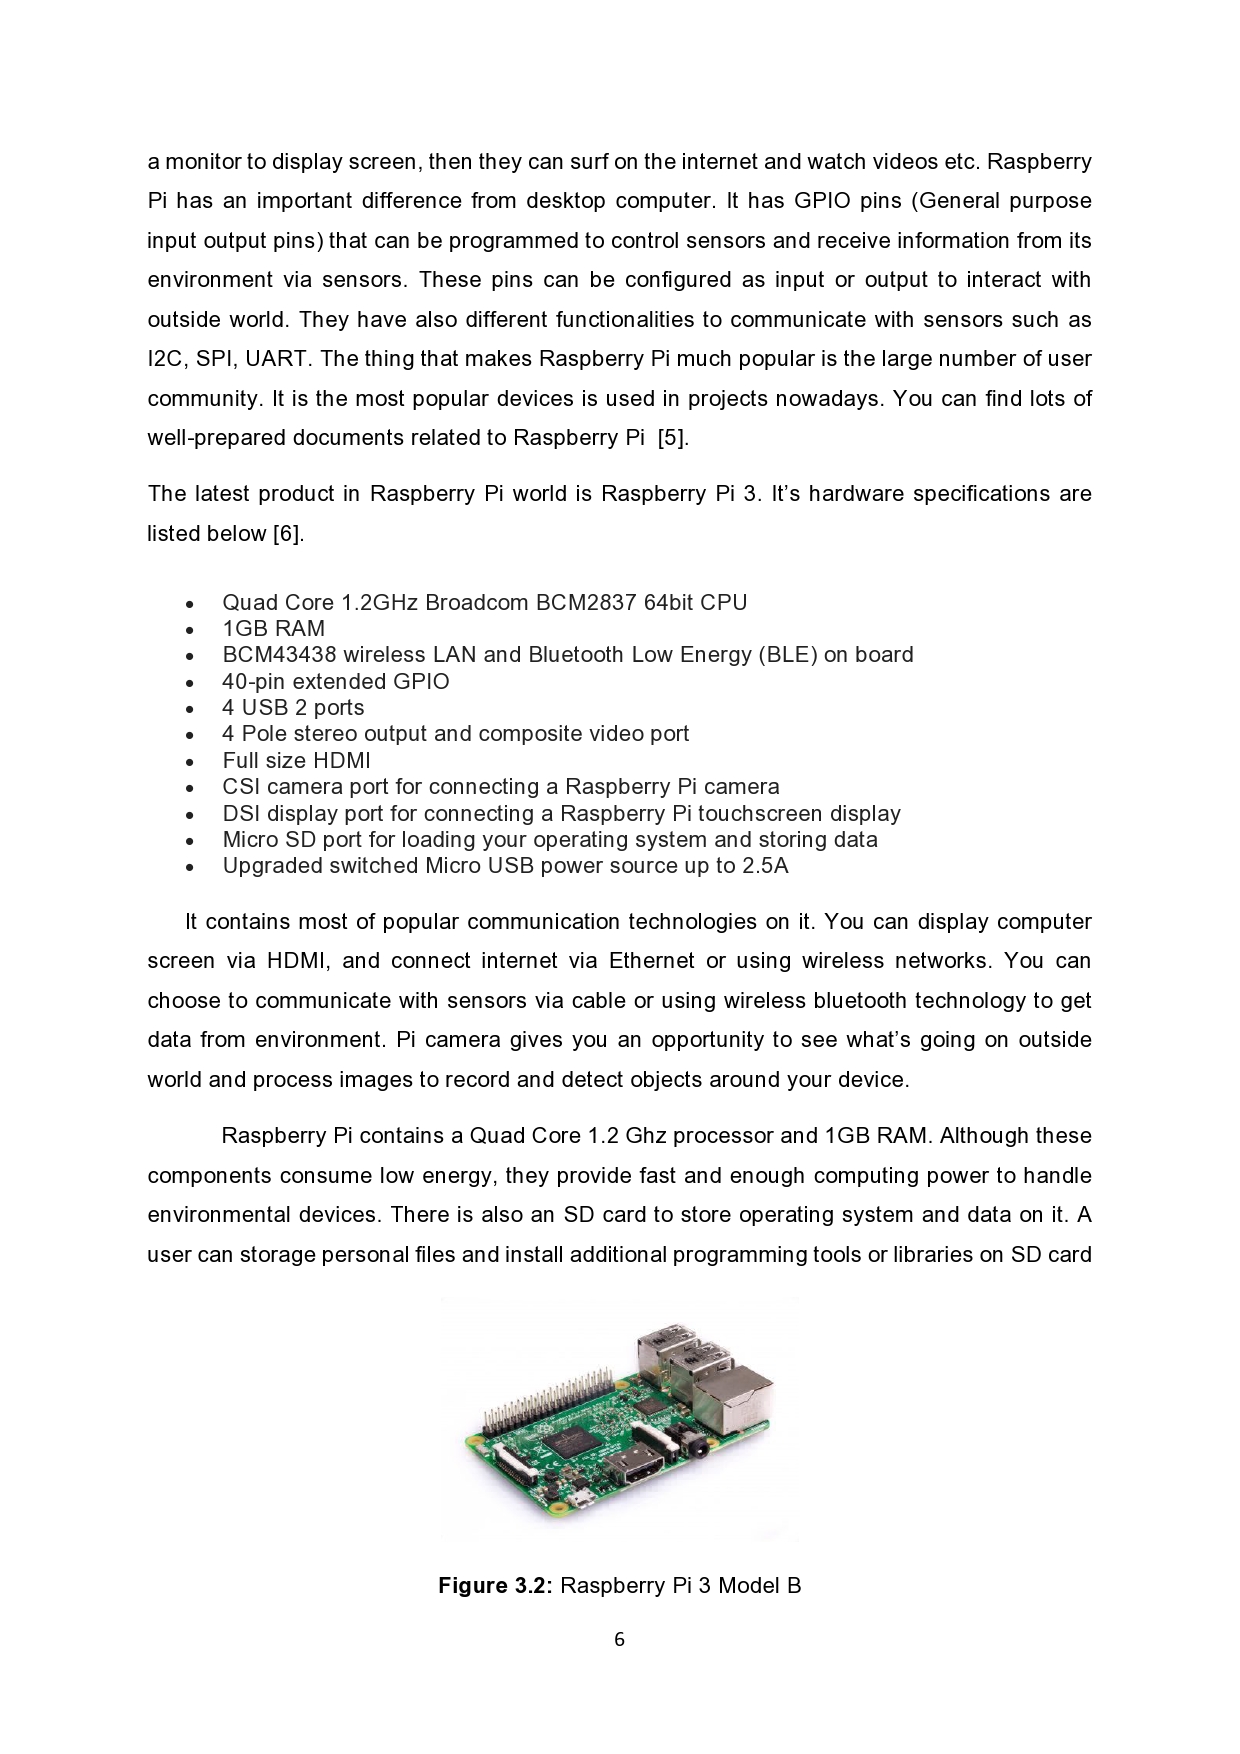 a monitor to display screen, then they can surf on the internet and watch videos etc. Raspberry
Pi has an important difference from desktop computer. It has GPIO pins (General purpose
input output pins) that can be programmed to control sensors and receive information from its
environment via sensors. These pins can be configured as input or output to interact with
outside world. They have also different functionalities to communicate with sensors such as
I2C, SPI, UART. The thing that makes Raspberry Pi much popular is the large number of user
community. It is the most popular devices is used in projects nowadays. You can find lots of
well-prepared documents related to Raspberry Pi  [5].
The latest product in Raspberry Pi world is Raspberry Pi 3. It’s hardware specifications are
listed below [6].
• Quad Core 1.2GHz Broadcom BCM2837 64bit CPU
• 1GB RAM
• BCM43438 wireless LAN and Bluetooth Low Energy (BLE) on board
• 40-pin extended GPIO
• 4 USB 2 ports
• 4 Pole stereo output and composite video port
• Full size HDMI
• CSI camera port for connecting a Raspberry Pi camera
• DSI display port for connecting a Raspberry Pi touchscreen display
• Micro SD port for loading your operating system and storing data
• Upgraded switched Micro USB power source up to 2.5A
It contains most of popular communication technologies on it. You can display computer
screen via HDMI, and connect internet via Ethernet or using wireless networks. You can
choose to communicate with sensors via cable or using wireless bluetooth technology to get
data from environment. Pi camera gives you an opportunity to see what’s going on outside
world and process images to record and detect objects around your device.
Raspberry Pi contains a Quad Core 1.2 Ghz processor and 1GB RAM. Although these
components consume low energy, they provide fast and enough computing power to handle
environmental devices. There is also an SD card to store operating system and data on it. A
user can storage personal files and install additional programming tools or libraries on SD card
Figure 3.2: Raspberry Pi 3 Model B
6